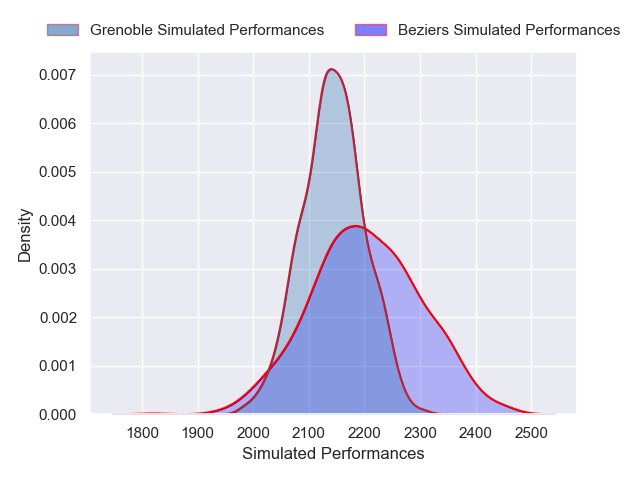 Grenoble Simulated Performances
Beziers Simulated Performances
0.007
0.006
0.005
0.004
0.003
0.002
0.001
0.000
Density
1800 1900 2000 2100 2200 2300 2400 2500
Simulated Performances